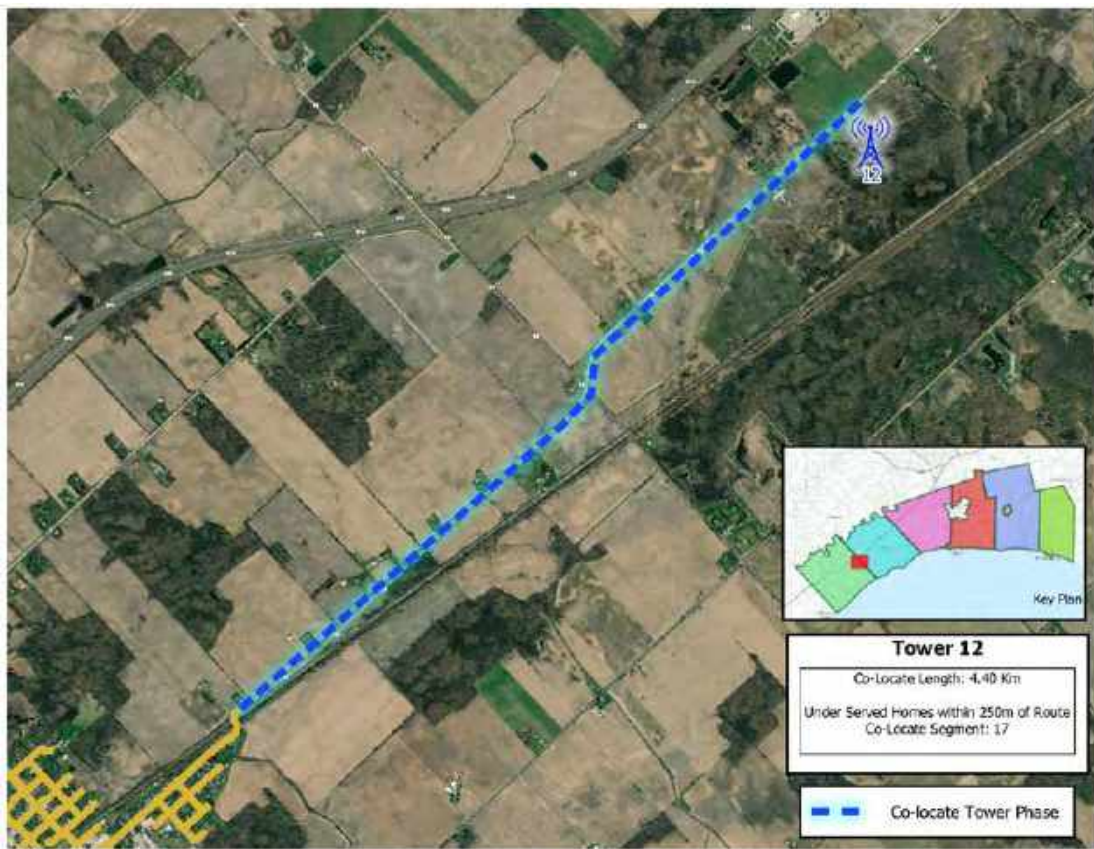 12
Key Plan
Tower 12
Co-Locate Length: 4.40 Km
Under Served Homes within 250m of Route
Co-Locate Segment: 17
Co-locate Tower Phase